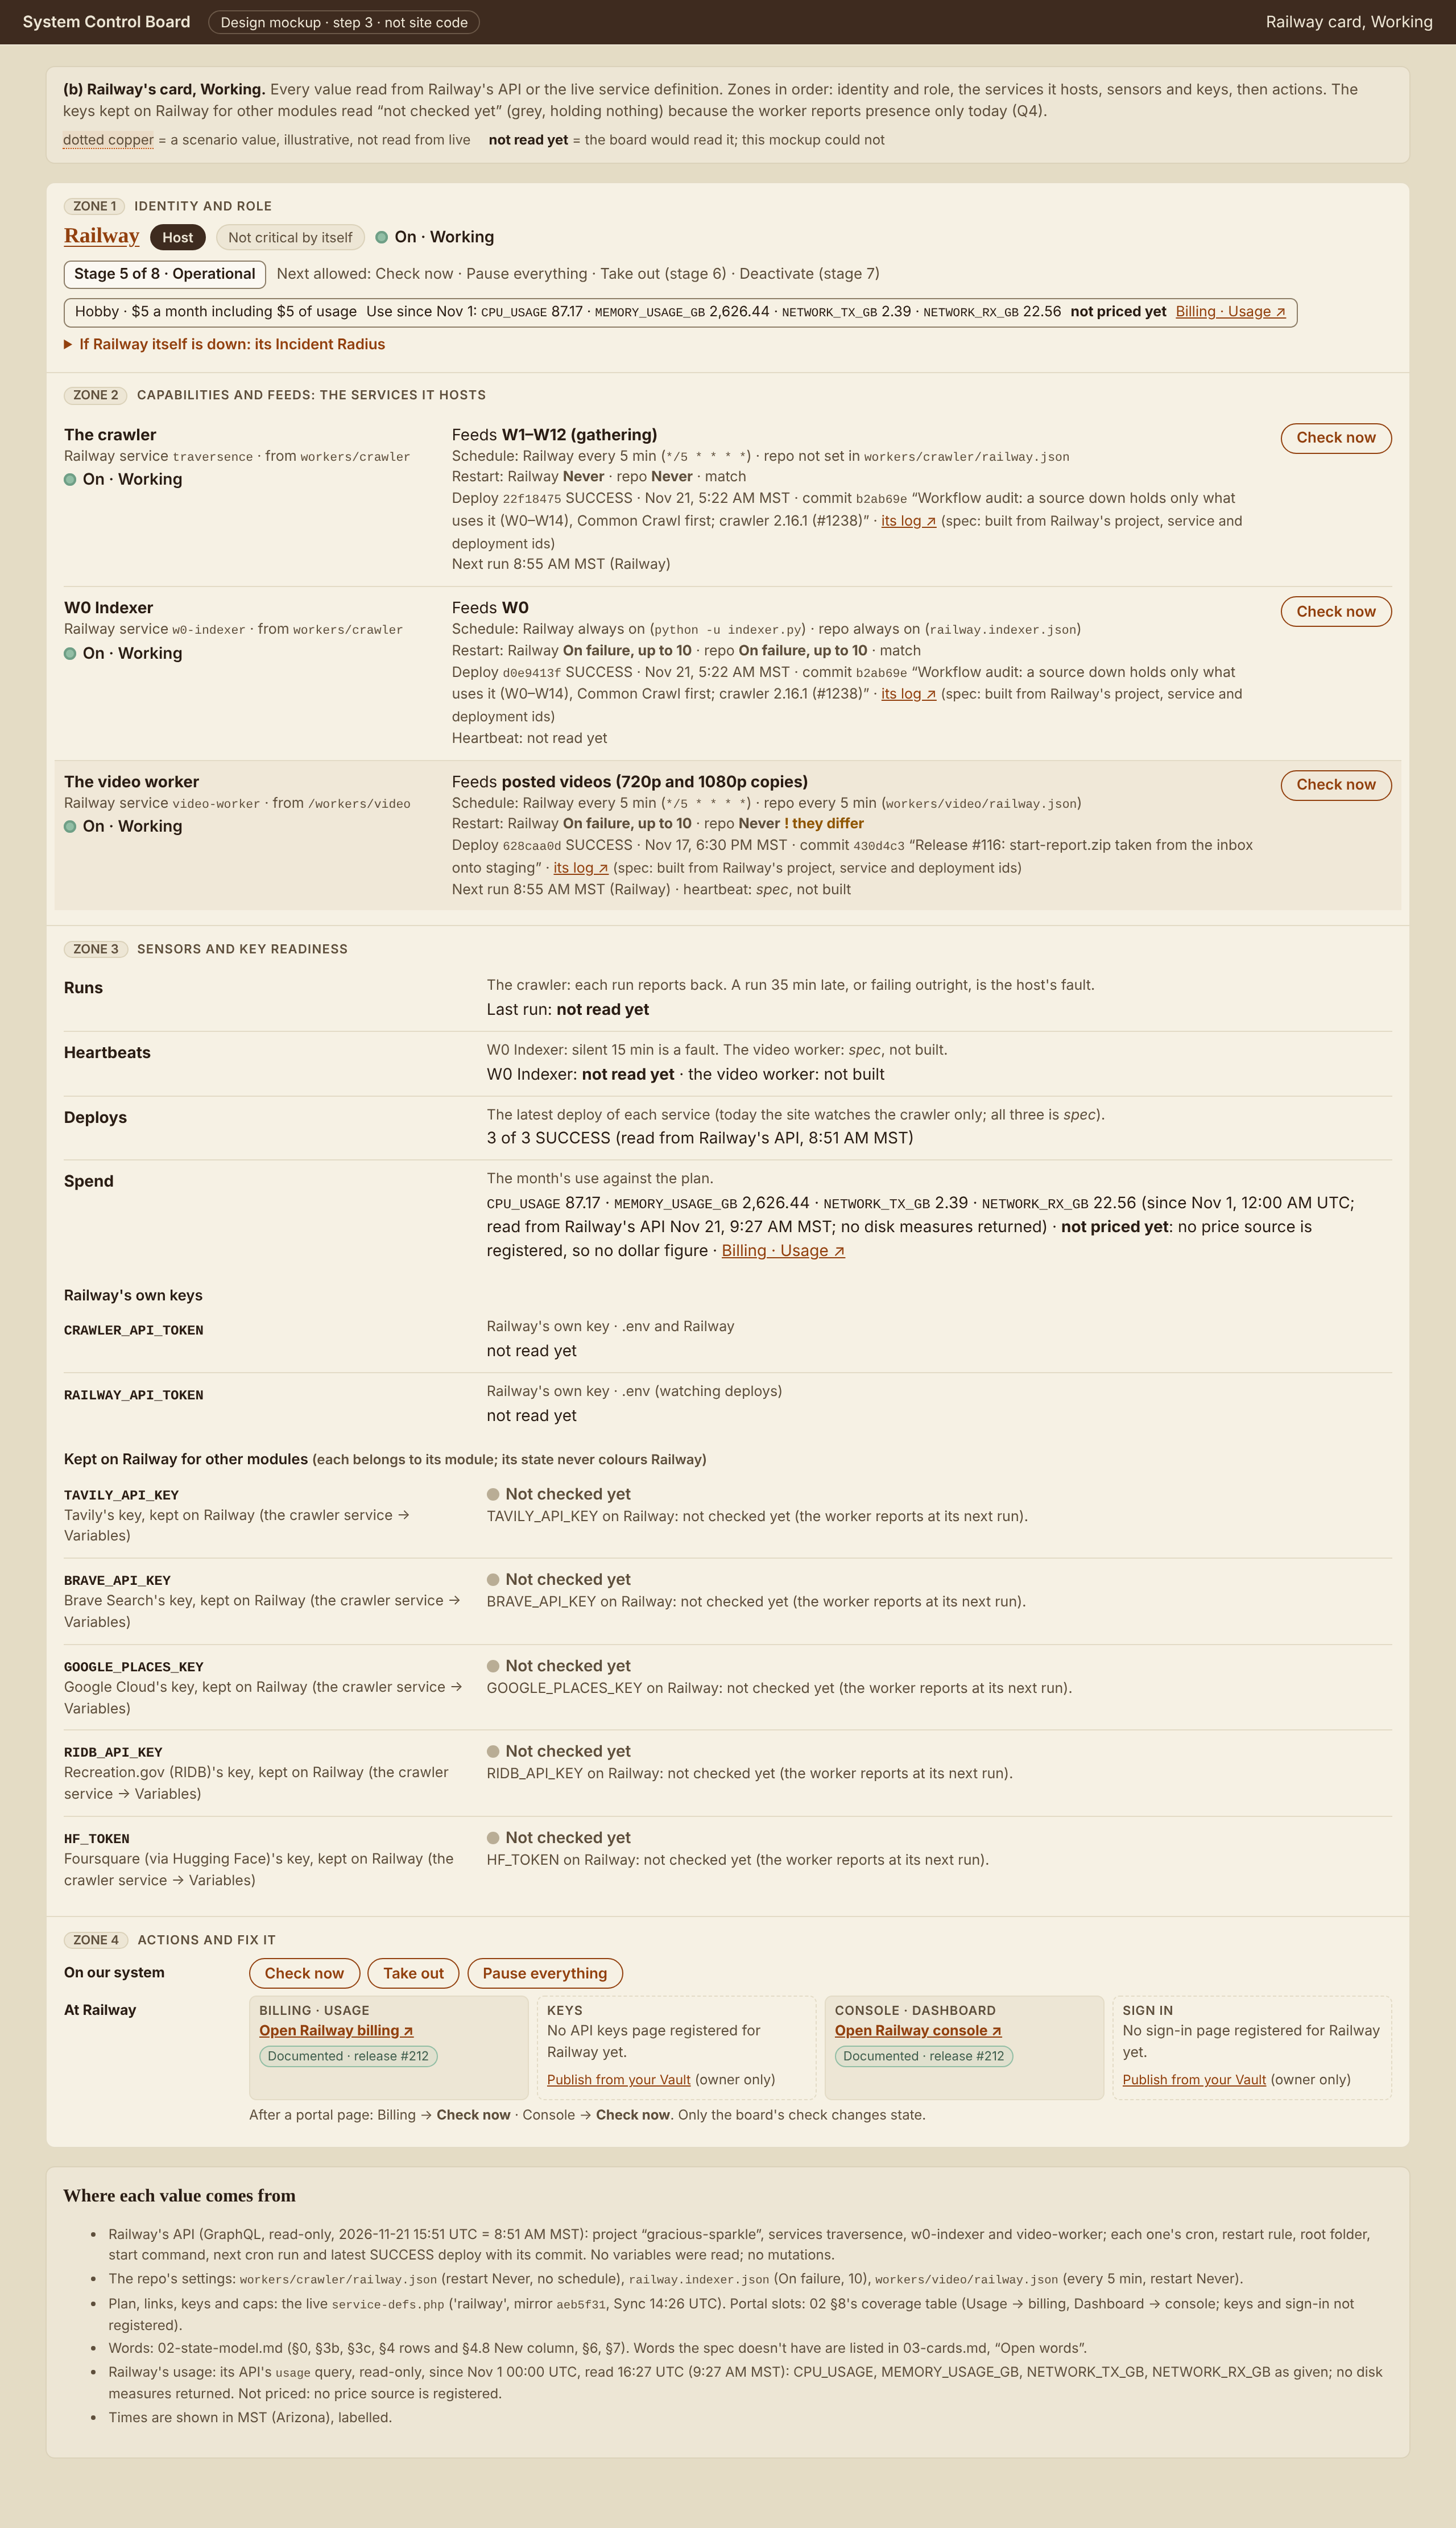 System Control Board
Design mockup · step 3 · not site code
Railway card, Working
(b) Railway's card, Working. Every value read from Railway's API or the live service definition. Zones in order: identity and role, the services it hosts, sensors and keys, then actions. The
keys kept on Railway for other modules read “not checked yet” (grey, holding nothing) because the worker reports presence only today (Q4).
dotted copper = a scenario value, illustrative, not read from live not read yet = the board would read it; this mockup could not
ZONE 1 IDENTITY AND ROLE
Railway Host Not critical by itself On · Working
Stage 5 of 8 · Operational Next allowed: Check now · Pause everything · Take out (stage 6) · Deactivate (stage 7)
Hobby · $5 a month including $5 of usage Use since Nov 1: CPU_USAGE 87.17 · MEMORY_USAGE_GB 2,626.44 · NETWORK_TX_GB 2.39 · NETWORK_RX_GB 22.56 not priced yet Billing · Usage ↗
▶ If Railway itself is down: its Incident Radius
ZONE 2 CAPABILITIES AND FEEDS: THE SERVICES IT HOSTS
The crawler
Railway service traversence · from workers/crawler
On · Working
Feeds W1–W12 (gathering)
Schedule: Railway every 5 min (*/5 * * * *) · repo not set in workers/crawler/railway.json
Restart: Railway Never · repo Never · match
Deploy 22f18475 SUCCESS · Nov 21, 5:22 AM MST · commit b2ab69e “Workflow audit: a source down holds only what
uses it (W0–W14), Common Crawl first; crawler 2.16.1 (#1238)” · its log ↗ (spec: built from Railway's project, service and
deployment ids)
Next run 8:55 AM MST (Railway)
Check now
W0 Indexer
Railway service w0-indexer · from workers/crawler
On · Working
Feeds W0
Schedule: Railway always on (python -u indexer.py) · repo always on (railway.indexer.json)
Restart: Railway On failure, up to 10 · repo On failure, up to 10 · match
Deploy d0e9413f SUCCESS · Nov 21, 5:22 AM MST · commit b2ab69e “Workflow audit: a source down holds only what
uses it (W0–W14), Common Crawl first; crawler 2.16.1 (#1238)” · its log ↗ (spec: built from Railway's project, service and
deployment ids)
Heartbeat: not read yet
Check now
The video worker
Railway service video-worker · from /workers/video
On · Working
Feeds posted videos (720p and 1080p copies)
Schedule: Railway every 5 min (*/5 * * * *) · repo every 5 min (workers/video/railway.json)
Restart: Railway On failure, up to 10 · repo Never ! they differ
Deploy 628caa0d SUCCESS · Nov 17, 6:30 PM MST · commit 430d4c3 “Release #116: start-report.zip taken from the inbox
onto staging” · its log ↗ (spec: built from Railway's project, service and deployment ids)
Next run 8:55 AM MST (Railway) · heartbeat: spec, not built
Check now
ZONE 3 SENSORS AND KEY READINESS
Runs
The crawler: each run reports back. A run 35 min late, or failing outright, is the host's fault.
Last run: not read yet
Heartbeats
W0 Indexer: silent 15 min is a fault. The video worker: spec, not built.
W0 Indexer: not read yet · the video worker: not built
Deploys
The latest deploy of each service (today the site watches the crawler only; all three is spec).
3 of 3 SUCCESS (read from Railway's API, 8:51 AM MST)
Spend
The month's use against the plan.
CPU_USAGE 87.17 · MEMORY_USAGE_GB 2,626.44 · NETWORK_TX_GB 2.39 · NETWORK_RX_GB 22.56 (since Nov 1, 12:00 AM UTC;
read from Railway's API Nov 21, 9:27 AM MST; no disk measures returned) · not priced yet: no price source is
registered, so no dollar figure · Billing · Usage ↗
Railway's own keys
CRAWLER_API_TOKEN
Railway's own key · .env and Railway
not read yet
RAILWAY_API_TOKEN
Railway's own key · .env (watching deploys)
not read yet
Kept on Railway for other modules (each belongs to its module; its state never colours Railway)
TAVILY_API_KEY
Tavily's key, kept on Railway (the crawler service →
Variables)
Not checked yet
TAVILY_API_KEY on Railway: not checked yet (the worker reports at its next run).
BRAVE_API_KEY
Brave Search's key, kept on Railway (the crawler service →
Variables)
Not checked yet
BRAVE_API_KEY on Railway: not checked yet (the worker reports at its next run).
GOOGLE_PLACES_KEY
Google Cloud's key, kept on Railway (the crawler service →
Variables)
Not checked yet
GOOGLE_PLACES_KEY on Railway: not checked yet (the worker reports at its next run).
RIDB_API_KEY
Recreation.gov (RIDB)'s key, kept on Railway (the crawler
service → Variables)
Not checked yet
RIDB_API_KEY on Railway: not checked yet (the worker reports at its next run).
HF_TOKEN
Foursquare (via Hugging Face)'s key, kept on Railway (the
crawler service → Variables)
Not checked yet
HF_TOKEN on Railway: not checked yet (the worker reports at its next run).
ZONE 4 ACTIONS AND FIX IT
On our system
Check now Take out Pause everything
At Railway
BILLING · USAGE
Open Railway billing ↗
Documented · release #212
KEYS
No API keys page registered for
Railway yet.
Publish from your Vault (owner only)
CONSOLE · DASHBOARD
Open Railway console ↗
Documented · release #212
SIGN IN
No sign-in page registered for Railway
yet.
Publish from your Vault (owner only)
After a portal page: Billing → Check now · Console → Check now. Only the board's check changes state.
Where each value comes from
• Railway's API (GraphQL, read-only, 2026-11-21 15:51 UTC = 8:51 AM MST): project “gracious-sparkle”, services traversence, w0-indexer and video-worker; each one's cron, restart rule, root folder,
start command, next cron run and latest SUCCESS deploy with its commit. No variables were read; no mutations.
• The repo's settings: workers/crawler/railway.json (restart Never, no schedule), railway.indexer.json (On failure, 10), workers/video/railway.json (every 5 min, restart Never).
• Plan, links, keys and caps: the live service-defs.php ('railway', mirror aeb5f31, Sync 14:26 UTC). Portal slots: 02 §8's coverage table (Usage → billing, Dashboard → console; keys and sign-in not
registered).
• Words: 02-state-model.md (§0, §3b, §3c, §4 rows and §4.8 New column, §6, §7). Words the spec doesn't have are listed in 03-cards.md, “Open words”.
• Railway's usage: its API's usage query, read-only, since Nov 1 00:00 UTC, read 16:27 UTC (9:27 AM MST): CPU_USAGE, MEMORY_USAGE_GB, NETWORK_TX_GB, NETWORK_RX_GB as given; no disk
measures returned. Not priced: no price source is registered.
• Times are shown in MST (Arizona), labelled.